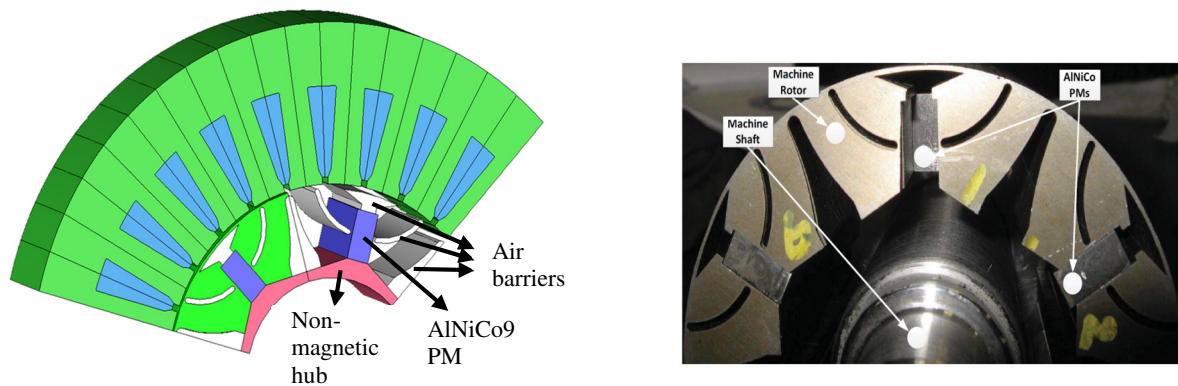 Air
barriers
Non-
magnetic
hub
AlNiCo9
PM
Machine
Rotor
Machine
Shaft
AlNiCo
PMs